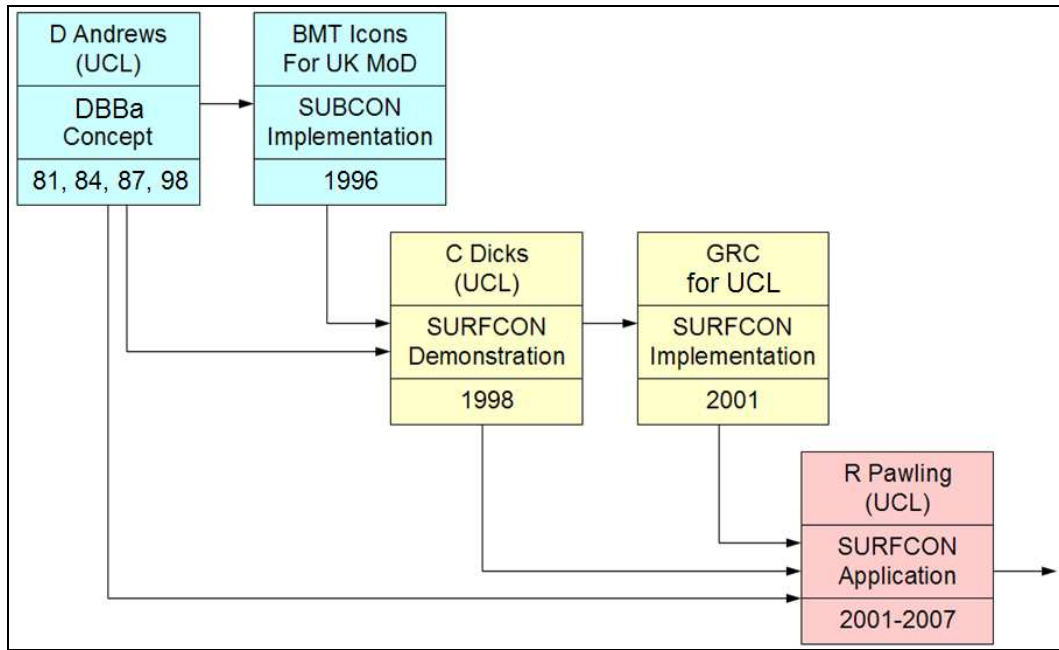 D Andrews
(UCL)
DBBa
Concept
81, 84, 87, 98
BMT Icons
For UK MoD
SUBCON
Implementation
1996
C Dicks
(UCL)
SURFCON
Demonstration
1998
GRC
for UCL
SURFCON
Implementation
2001
R Pawling
(UCL)
SURFCON
Application
2001-2007